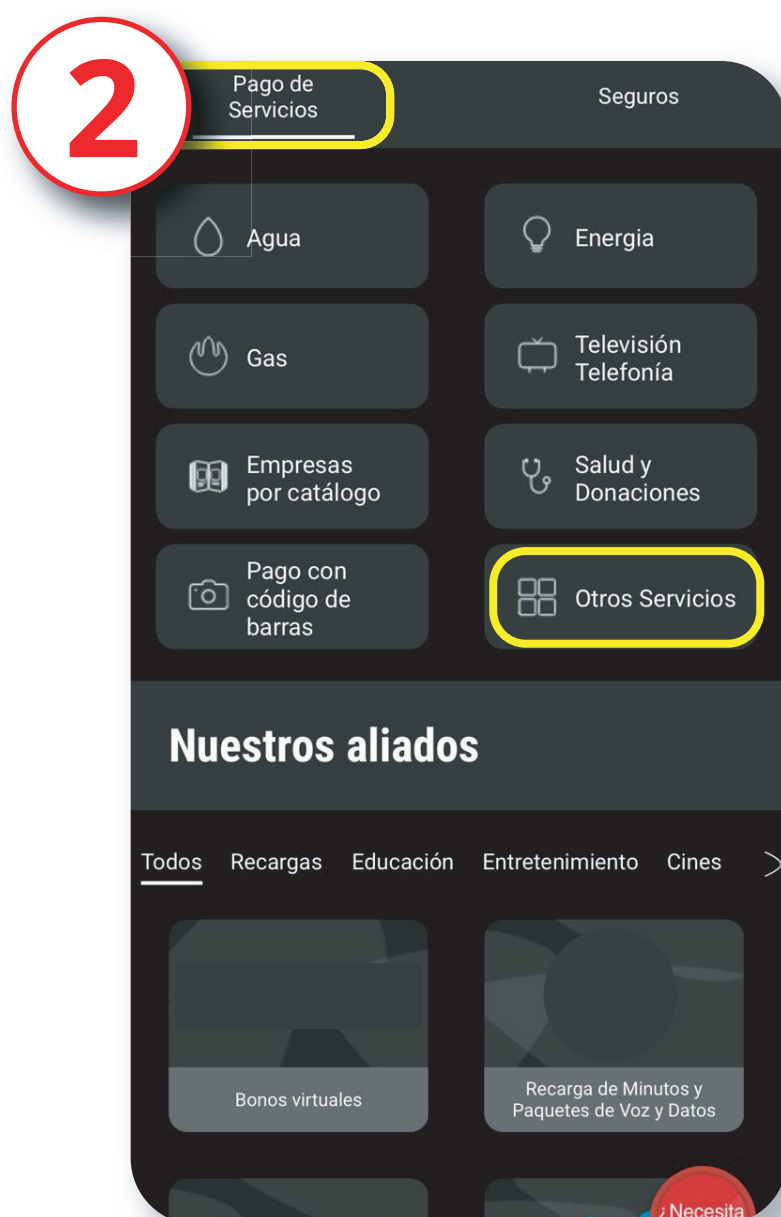 2
Pago de
Servicios
Seguros
Agua
Energia
Gas
Televisión
Telefonía
Empresas
por catálogo
Salud y
Donaciones
Pago con
código de
barras
Otros Servicios
Nuestros aliados
Todos Recargas Educación Entretenimiento Cines
Bonos virtuales
Recarga de Minutos y
Paquetes de Voz y Datos
¿Necesita